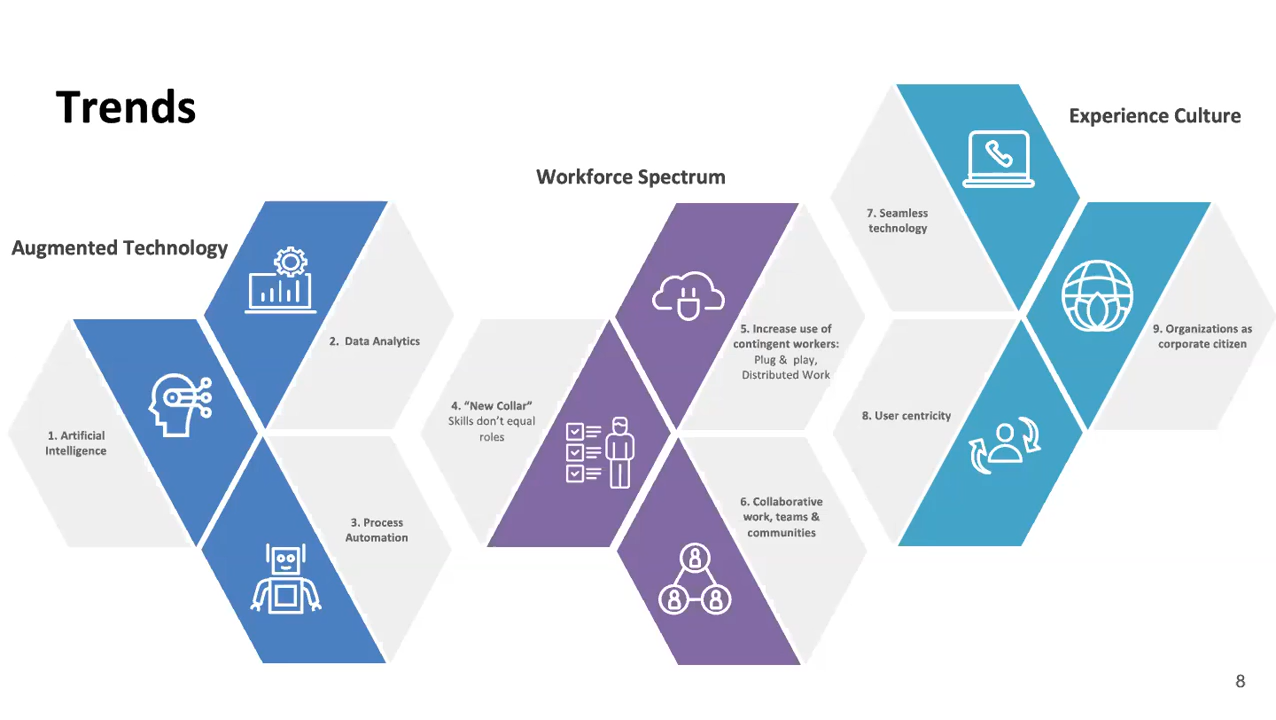 Trends
Augmented Technology
1. Artificial
Intelligence
2. Data Analytics
3. Process
Automation
Workforce Spectrum
4. “New Collar”
Skills don’t equal
roles
5. Increase use of
contingent workers:
Plug & play,
Distributed Work
6. Collaborative
work, teams &
communities
Experience Culture
7. Seamless
technology
8. User centricity
9. Organizations as
corporate citizen
8